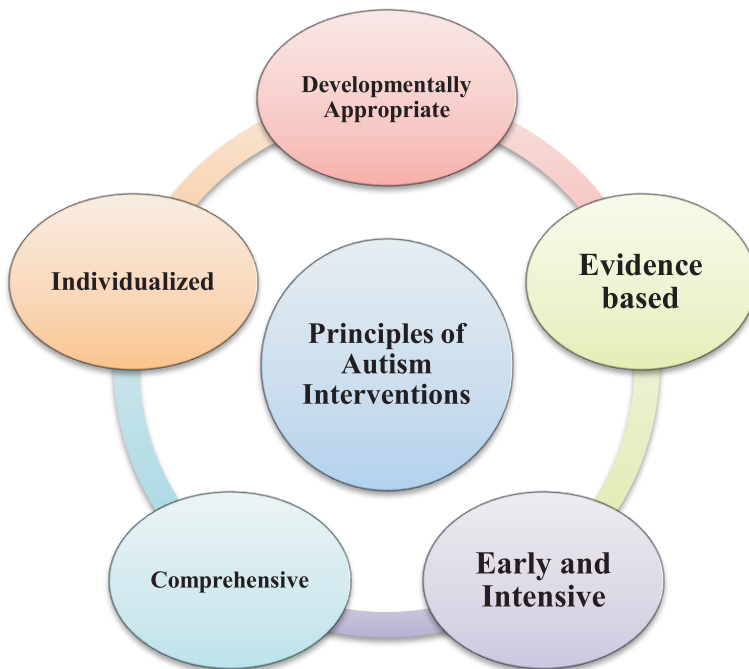 Developmentally
Appropriate
Evidence
based
Individualized
Principles of
Autism
Interventions
Early and
Intensive
Comprehensive